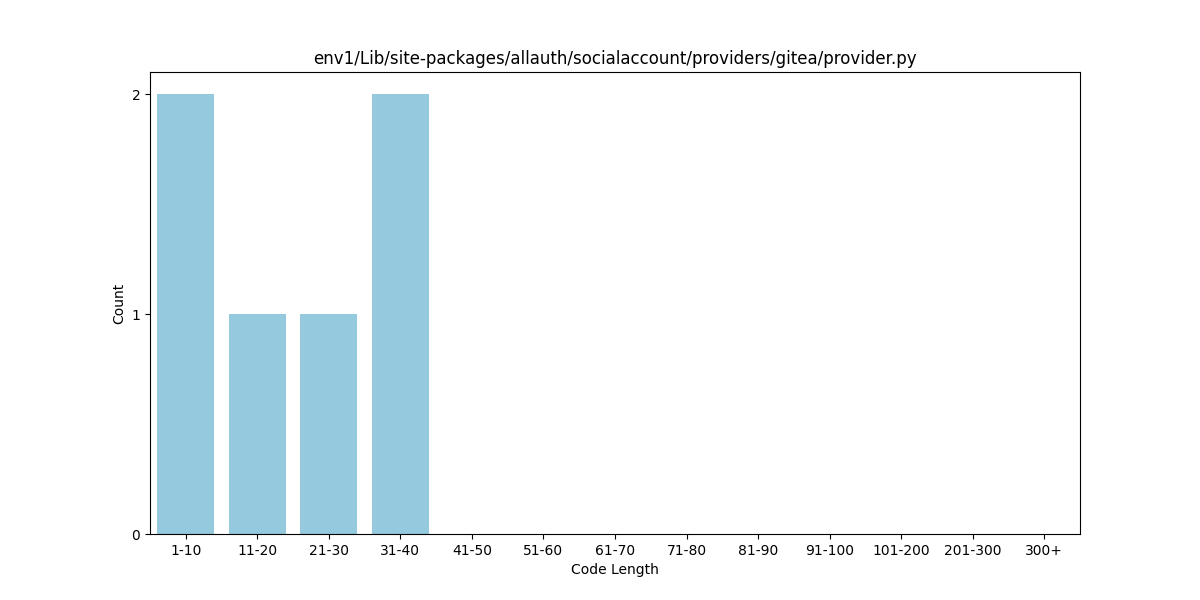 env1/Lib/site-packages/allauth/socialaccount/providers/gitea/provider.py
2
1
0
Count
1-10 11-20 21-30 31-40 41-50 51-60 61-70 71-80 81-90 91-100 101-200 201-300 300+
Code Length